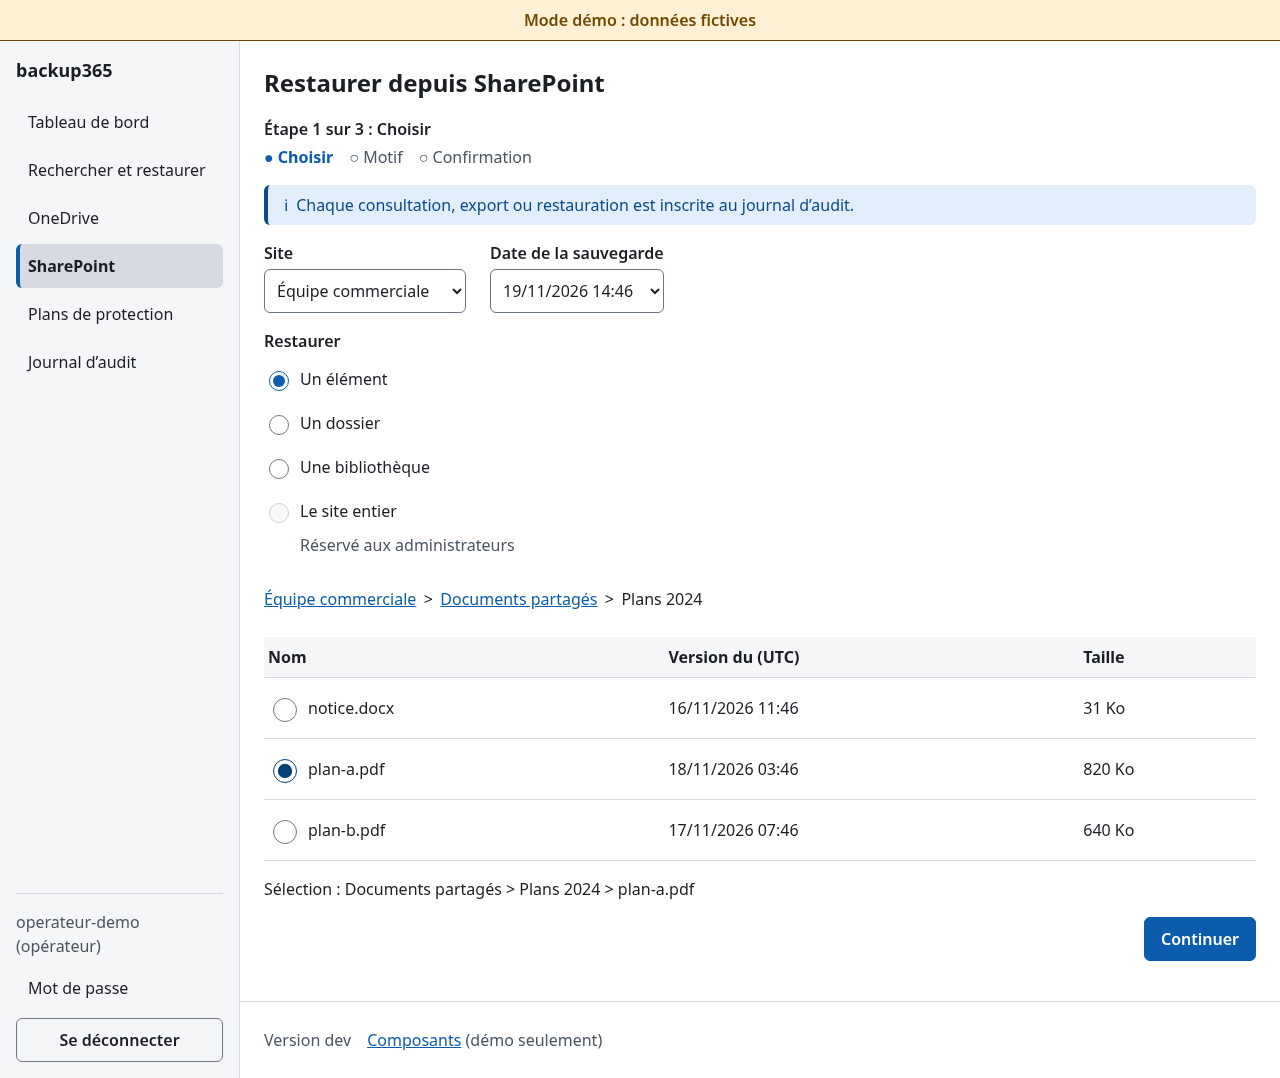 Mode démo : données fictives
backup365
Tableau de bord
Rechercher et restaurer
OneDrive
SharePoint
Plans de protection
Journal d’audit
operateur-demo
(opérateur)
Mot de passe
Se déconnecter
Restaurer depuis SharePoint
Étape 1 sur 3 : Choisir
● Choisir ○ Motif ○ Confirmation
i Chaque consultation, export ou restauration est inscrite au journal d’audit.
Site Date de la sauvegarde
Équipe commerciale 19/11/2026 14:46
Restaurer
Un élément
Un dossier
Une bibliothèque
Le site entier
Réservé aux administrateurs
Équipe commerciale > Documents partagés > Plans 2024
Nom Version du (UTC) Taille
notice.docx 16/11/2026 11:46 31 Ko
plan-a.pdf 18/11/2026 03:46 820 Ko
plan-b.pdf 17/11/2026 07:46 640 Ko
Sélection : Documents partagés > Plans 2024 > plan-a.pdf
Continuer
Version dev Composants (démo seulement)